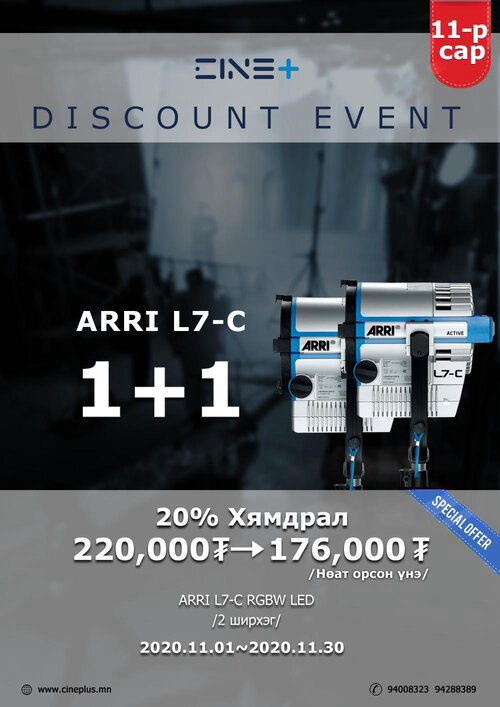 11-р
сар
CINE+
DISCOUNT EVENT
ARRI L7-C
1+1
ARRI
ARRI
ACTIVE
L7-C
SPECIAL OFFER
20% Хямдрал
220,000₮→176,000₮
/Нөат орсон үнэ/
ARRI L7-C RGBW LED
/2 ширхэг/
2020.11.01~2020.11.30
www.cineplus.mn
94008323 94288389